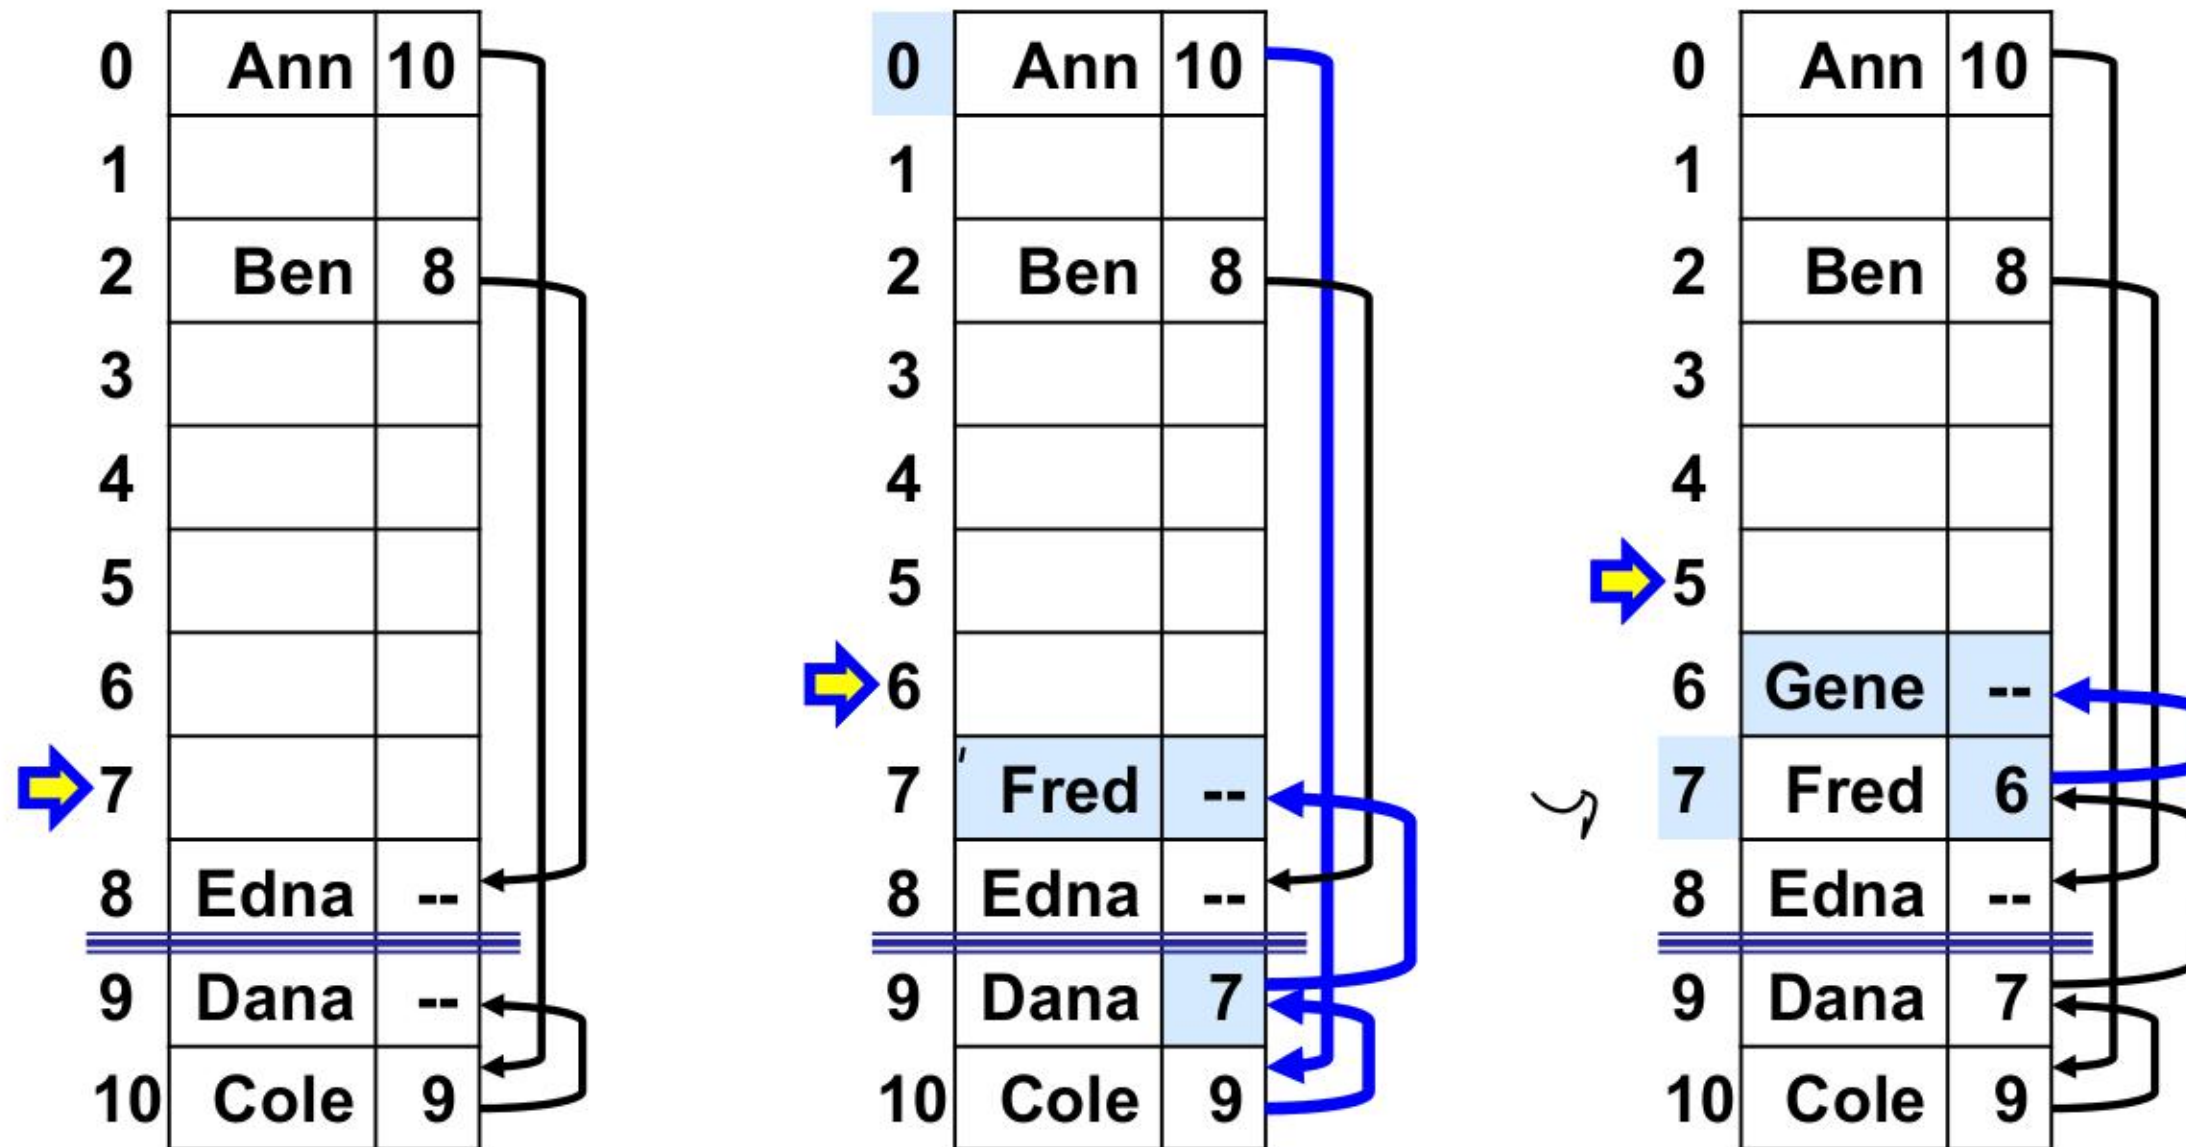 0 Ann 10
1
2 Ben 8
3
4
5
6
7
8 Edna --
9 Dana --
10 Cole 9
0 Ann 10
1
2 Ben 8
3
4
5
6
7 Fred --
8 Edna --
9 Dana 7
10 Cole 9
0 Ann 10
1
2 Ben 8
3
4
5
6 Gene --
7 Fred 6
8 Edna --
9 Dana 7
10 Cole 9